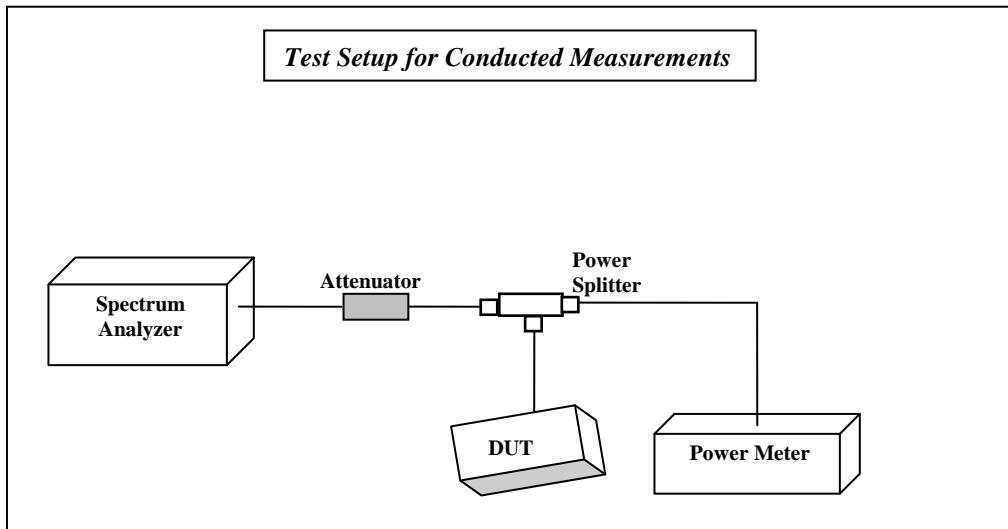 Test Setup for Conducted Measurements
Power
Splitter
Attenuator
Spectrum
Analyzer
DUT
Power Meter